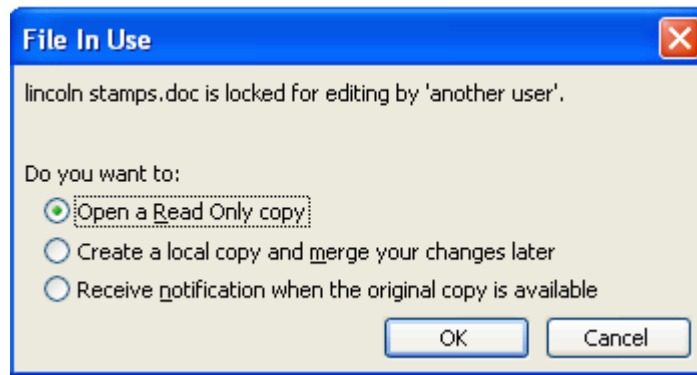 File In Use
lincoln stamps.doc is locked for editing by 'another user'.
Do you want to:
Open a Read Only copy
Create a local copy and merge your changes later
Receive notification when the original copy is available
OK Cancel